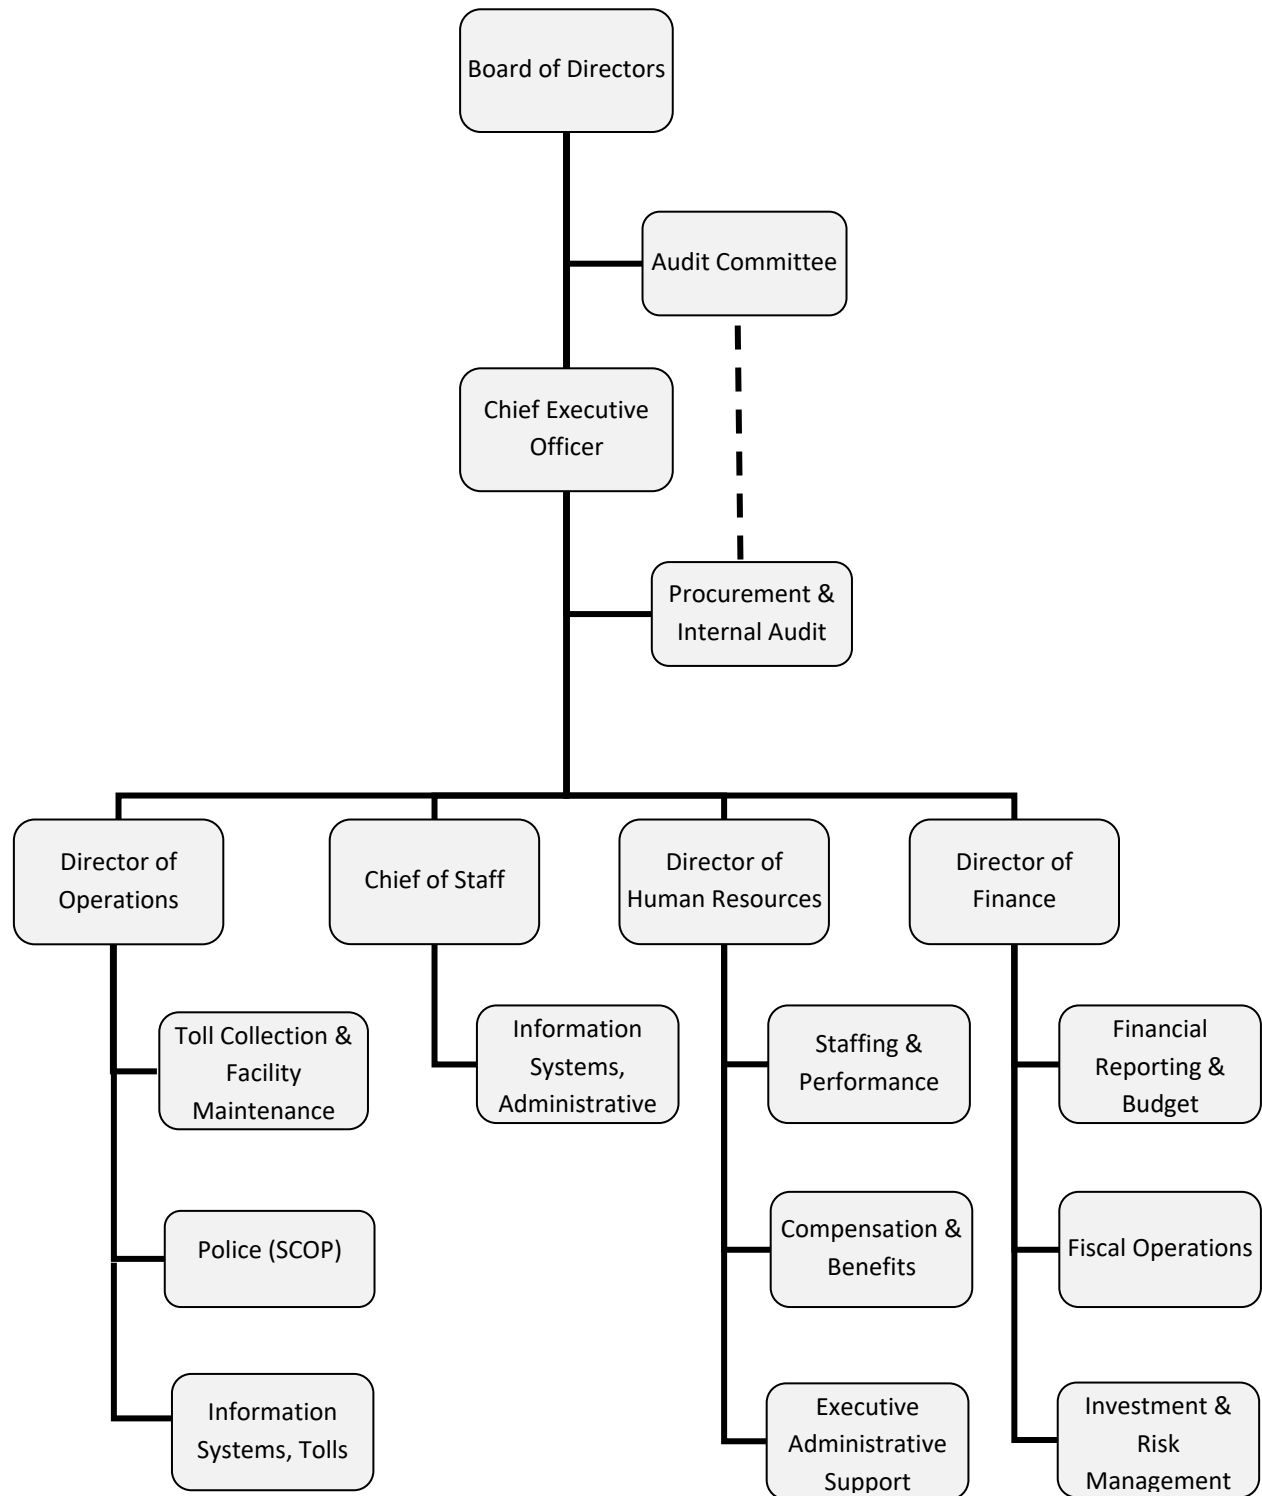 Board of Directors
Audit Committee
Chief Executive
Officer
Procurement &
Internal Audit
Director of
Operations
Chief of Staff
Director of
Human Resources
Director of
Finance
Toll Collection &
Facility
Maintenance
Information
Systems,
Administrative
Staffing &
Performance
Financial
Reporting &
Budget
Police (SCOP)
Compensation &
Benefits
Fiscal Operations
Information
Systems, Tolls
Executive
Administrative
Support
Investment &
Risk
Management